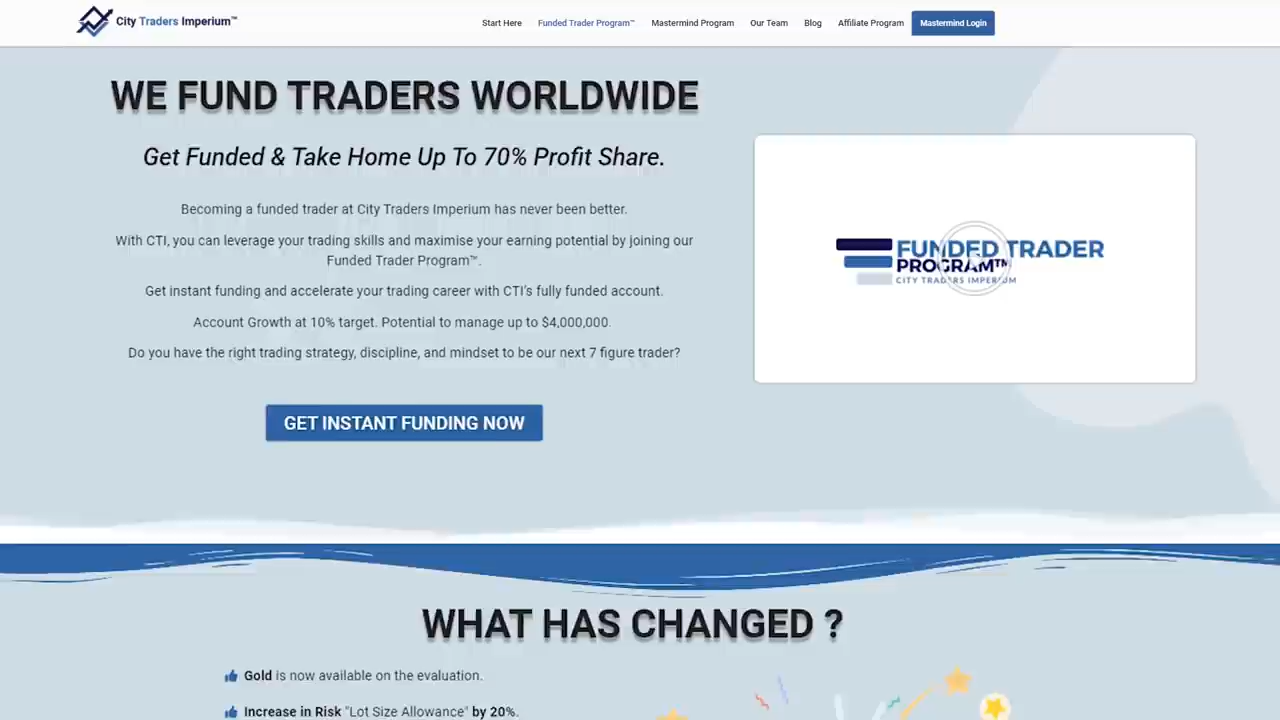 City Traders Imperium™
Start Here
Funded Trader Program™
Mastermind Program
Our Team
Blog
Affiliate Program
Mastermind Login
WE FUND TRADERS WORLDWIDE
Get Funded & Take Home Up To 70% Profit Share.
Becoming a funded trader at City Traders Imperium has never been better.
With CTI, you can leverage your trading skills and maximise your earning potential by joining our
Funded Trader Program™.
Get instant funding and accelerate your trading career with CTI's fully funded account.
Account Growth at 10% target. Potential to manage up to $4,000,000.
Do you have the right trading strategy, discipline, and mindset to be our next 7 figure trader?
GET INSTANT FUNDING NOW
FUNDED TRADER
PROGRAM™
CITY TRADERS IMPERIUM
WHAT HAS CHANGED ?
Gold is now available on the evaluation.
Increase in Risk "Lot Size Allowance" by 20%.